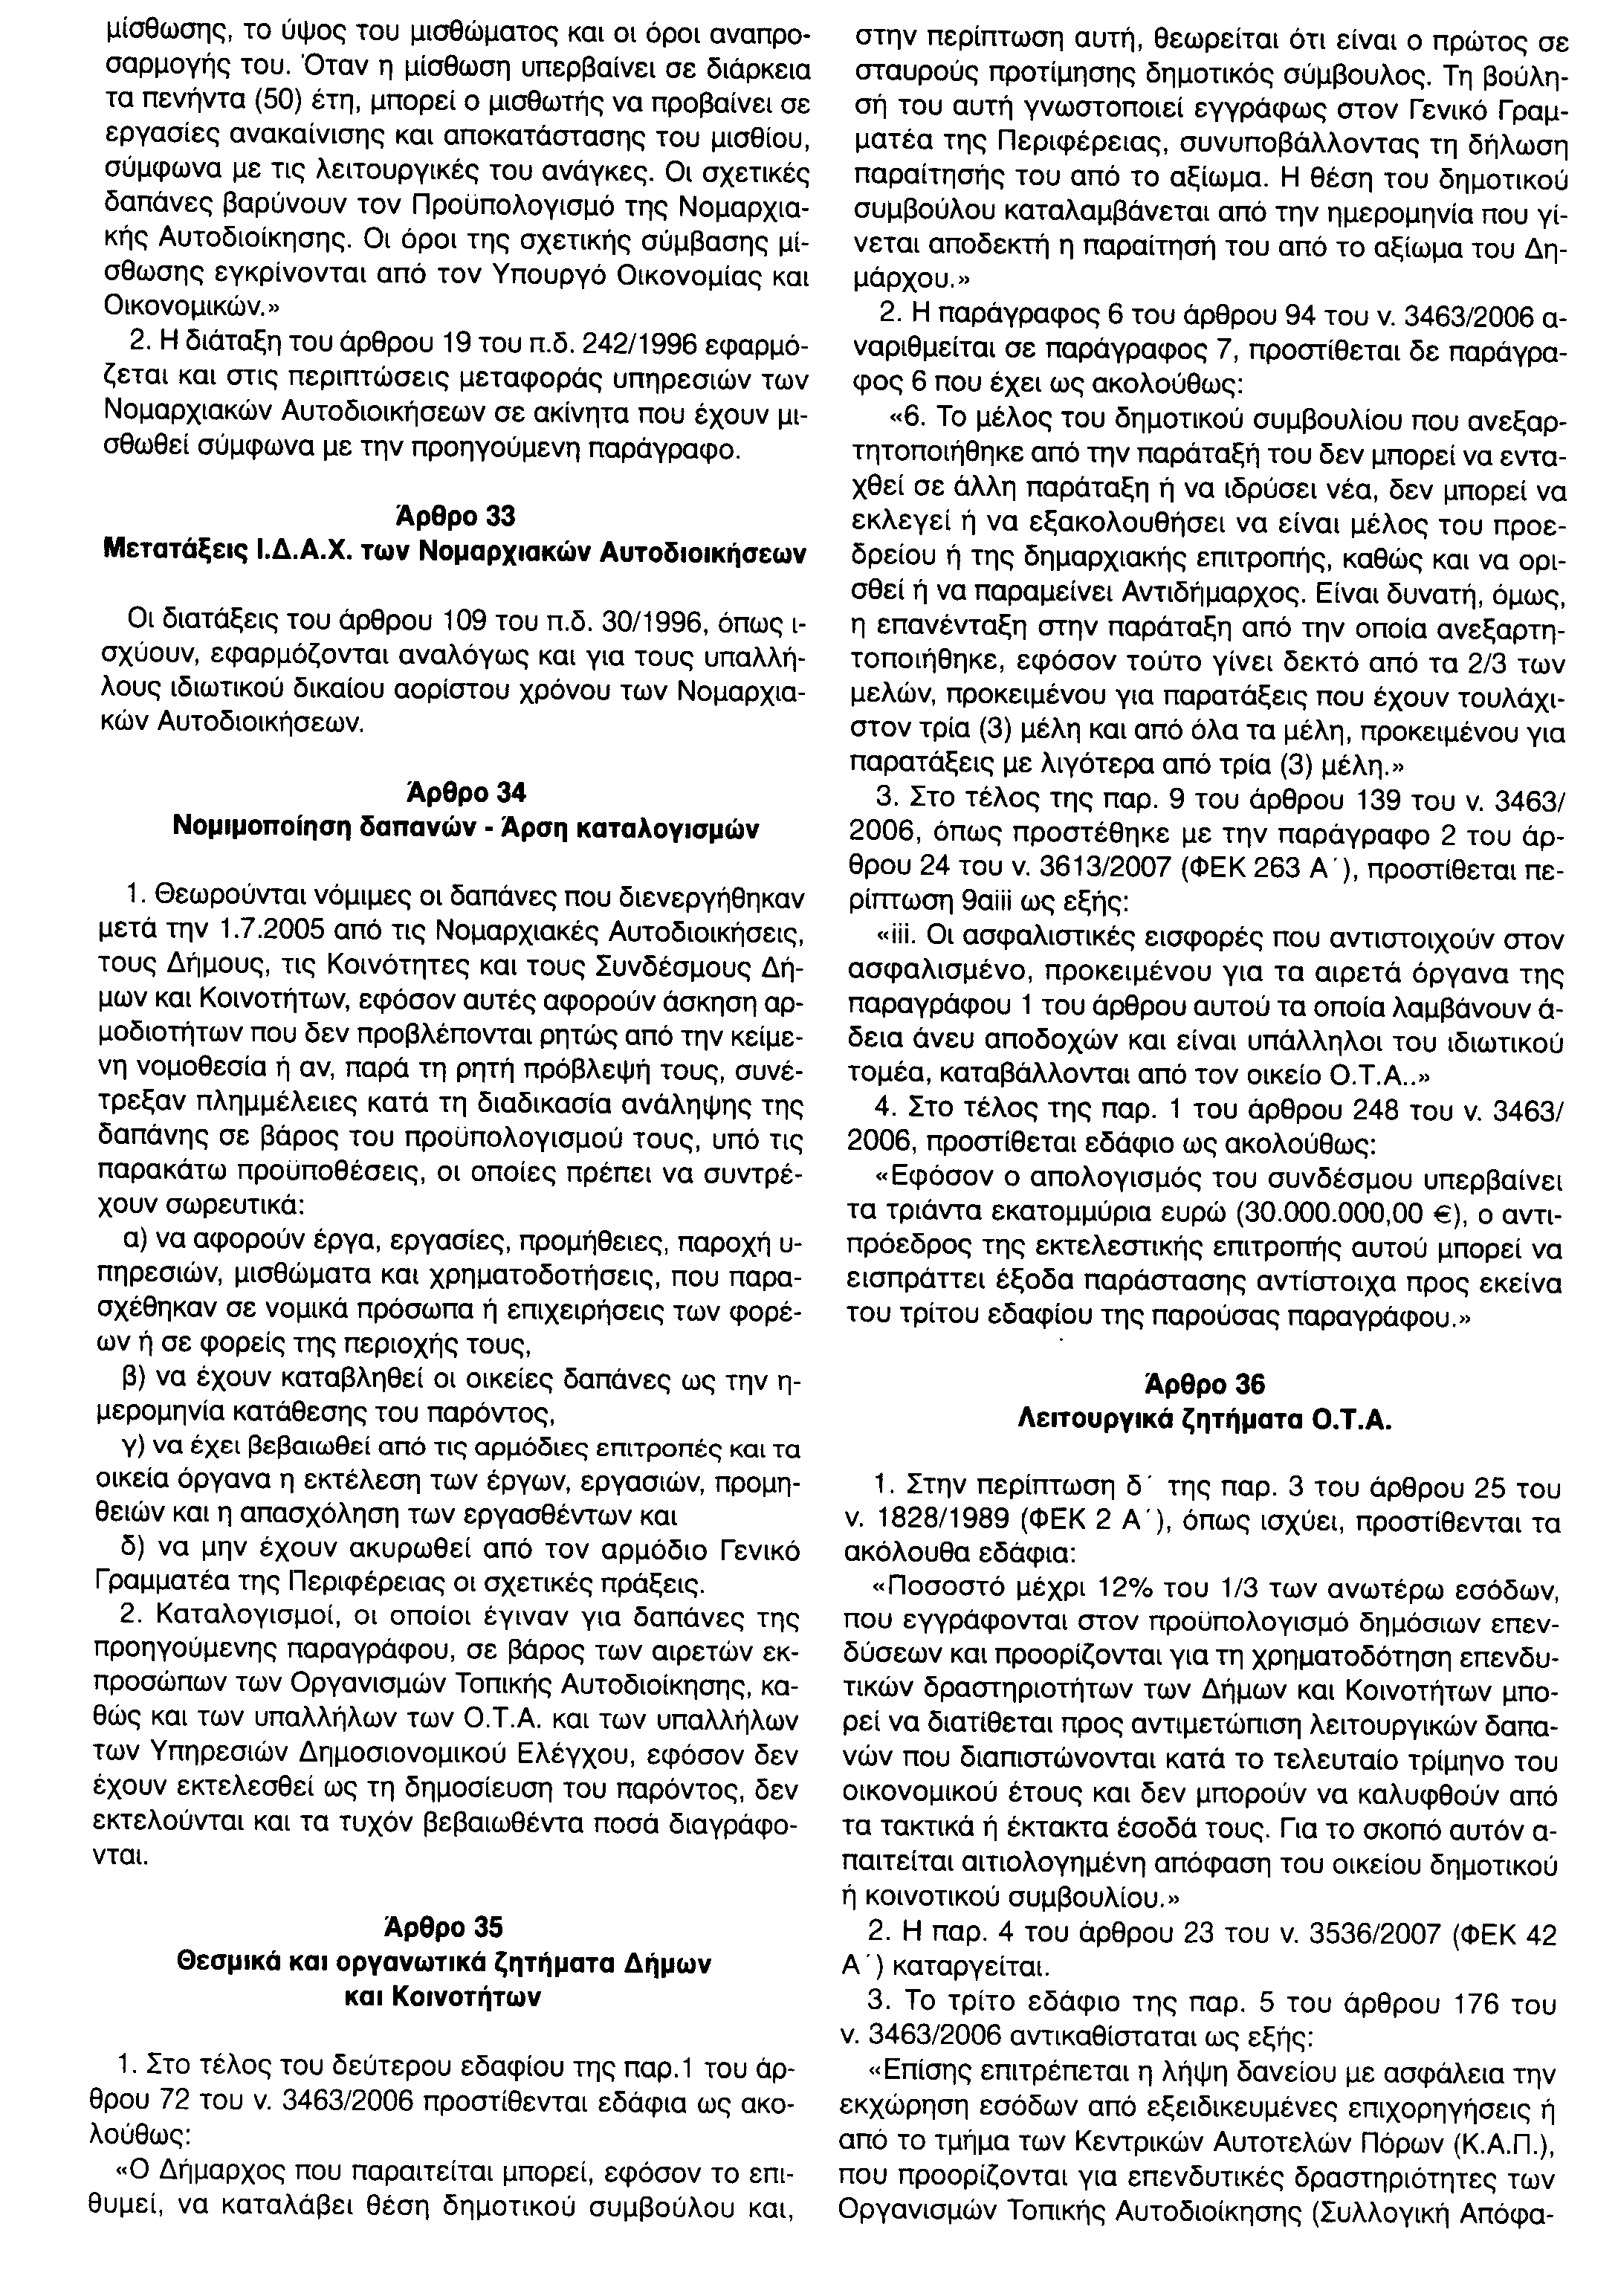 μίσθωσης, το ύψος του μισθώματος και οι όροι αναπρο-
σαρμογής του. Όταν η μίσθωση υπερβαίνει σε διάρκεια
τα πενήντα (50) έτη, μπορεί ο μισθωτής να προβαίνει σε
εργασίες ανακαίνισης και αποκατάστασης του μισθίου,
σύμφωνα με τις λειτουργικές του ανάγκες. Οι σχετικές
δαπάνες βαρύνουν τον Προϋπολογισμό της Νομαρχια-
κής Αυτοδιοίκησης. Οι όροι της σχετικής σύμβασης μί-
σθωσης εγκρίνονται από τον Υπουργό Οικονομίας και
Οικονομικών.»
2. Η διάταξη του άρθρου 19 του π.δ. 242/1996 εφαρμό-
ζεται και στις περιπτώσεις μεταφοράς υπηρεσιών των
Νομαρχιακών Αυτοδιοικήσεων σε ακίνητα που έχουν μι-
σθωθεί σύμφωνα με την προηγούμενη παράγραφο.
Άρθρο 33
Μετατάξεις Ι.Δ.Α.Χ. των Νομαρχιακών Αυτοδιοικήσεων
Οι διατάξεις του άρθρου 109 του π.δ. 30/1996, όπως ι-
σχύουν, εφαρμόζονται αναλόγως και για τους υπαλλή-
λους ιδιωτικού δικαίου αορίστου χρόνου των Νομαρχια-
κών Αυτοδιοικήσεων.
Άρθρο 34
Νομιμοποίηση δαπανών - Άρση καταλογισμών
1. Θεωρούνται νόμιμες οι δαπάνες που διενεργήθηκαν
μετά την 1.7.2005 από τις Νομαρχιακές Αυτοδιοικήσεις,
τους Δήμους, τις Κοινότητες και τους Συνδέσμους Δή-
μων και Κοινοτήτων, εφόσον αυτές αφορούν άσκηση αρ-
μοδιοτήτων που δεν προβλέπονται ρητώς από την κείμε-
νη νομοθεσία ή αν, παρά τη ρητή πρόβλεψή τους, συνέ-
τρεξαν πλημμέλειες κατά τη διαδικασία ανάληψης της
δαπάνης σε βάρος του προϋπολογισμού τους, υπό τις
παρακάτω προϋποθέσεις, οι οποίες πρέπει να συντρέ-
χουν σωρευτικά:
α) να αφορούν έργα, εργασίες, προμήθειες, παροχή υ-
πηρεσιών, μισθώματα και χρηματοδοτήσεις, που παρα-
σχέθηκαν σε νομικά πρόσωπα ή επιχειρήσεις των φορέ-
ων ή σε φορείς της περιοχής τους,
β) να έχουν καταβληθεί οι οικείες δαπάνες ως την η-
μερομηνία κατάθεσης του παρόντος,
γ) να έχει βεβαιωθεί από τις αρμόδιες επιτροπές και τα
οικεία όργανα η εκτέλεση των έργων, εργασιών, προμη-
θειών και η απασχόληση των εργασθέντων και
δ) να μην έχουν ακυρωθεί από τον αρμόδιο Γενικό
Γραμματέα της Περιφέρειας οι σχετικές πράξεις.
2. Καταλογισμοί, οι οποίοι έγιναν για δαπάνες της
προηγούμενης παραγράφου, σε βάρος των αιρετών εκ-
προσώπων των Οργανισμών Τοπικής Αυτοδιοίκησης, κα-
θώς και των υπαλλήλων των Ο.Τ.Α. και των υπαλλήλων
των Υπηρεσιών Δημοσιονομικού Ελέγχου, εφόσον δεν
έχουν εκτελεσθεί ως τη δημοσίευση του παρόντος, δεν
εκτελούνται και τα τυχόν βεβαιωθέντα ποσά διαγράφο-
νται.
Άρθρο 35
Θεσμικά και οργανωτικά ζητήματα Δήμων
και Κοινοτήτων
1. Στο τέλος του δεύτερου εδαφίου της παρ.1 του άρ-
θρου 72 του ν. 3463/2006 προστίθενται εδάφια ως ακο-
λούθως:
«Ο Δήμαρχος που παραιτείται μπορεί, εφόσον το επι-
θυμεί, να καταλάβει θέση δημοτικού συμβούλου και,
στην περίπτωση αυτή, θεωρείται ότι είναι ο πρώτος σε
σταυρούς προτίμησης δημοτικός σύμβουλος. Τη βούλη-
σή του αυτή γνωστοποιεί εγγράφως στον Γενικό Γραμ-
ματέα της Περιφέρειας, συνυποβάλλοντας τη δήλωση
παραίτησής του από το αξίωμα. Η θέση του δημοτικού
συμβούλου καταλαμβάνεται από την ημερομηνία που γί-
νεται αποδεκτή η παραίτησή του από το αξίωμα του Δη-
μάρχου.»
2. Η παράγραφος 6 του άρθρου 94 του ν. 3463/2006 α-
ναριθμείται σε παράγραφος 7, προστίθεται δε παράγρα-
φος 6 που έχει ως ακολούθως:
«6. Το μέλος του δημοτικού συμβουλίου που ανεξαρ-
τητοποιήθηκε από την παράταξή του δεν μπορεί να εντα-
χθεί σε άλλη παράταξη ή να ιδρύσει νέα, δεν μπορεί να
εκλεγεί ή να εξακολουθήσει να είναι μέλος του προε-
δρείου ή της δημαρχιακής επιτροπής, καθώς και να ορι-
σθεί ή να παραμείνει Αντιδήμαρχος. Είναι δυνατή, όμως,
η επανένταξη στην παράταξη από την οποία ανεξαρτη-
τοποιήθηκε, εφόσον τούτο γίνει δεκτό από τα 2/3 των
μελών, προκειμένου για παρατάξεις που έχουν τουλάχι-
στον τρία (3) μέλη και από όλα τα μέλη, προκειμένου για
παρατάξεις με λιγότερα από τρία (3) μέλη.»
3. Στο τέλος της παρ. 9 του άρθρου 139 του ν. 3463/
2006, όπως προστέθηκε με την παράγραφο 2 του άρ-
θρου 24 του ν. 3613/2007 (ΦΕΚ 263 Α΄), προστίθεται πε-
ρίπτωση 9αiii ως εξής:
«iii. Οι ασφαλιστικές εισφορές που αντιστοιχούν στον
ασφαλισμένο, προκειμένου για τα αιρετά όργανα της
παραγράφου 1 του άρθρου αυτού τα οποία λαμβάνουν ά-
δεια άνευ αποδοχών και είναι υπάλληλοι του ιδιωτικού
τομέα, καταβάλλονται από τον οικείο Ο.Τ.Α..»
4. Στο τέλος της παρ. 1 του άρθρου 248 του ν. 3463/
2006, προστίθεται εδάφιο ως ακολούθως:
«Εφόσον ο απολογισμός του συνδέσμου υπερβαίνει
τα τριάντα εκατομμύρια ευρώ (30.000.000,00 €), ο αντι-
πρόεδρος της εκτελεστικής επιτροπής αυτού μπορεί να
εισπράττει έξοδα παράστασης αντίστοιχα προς εκείνα
του τρίτου εδαφίου της παρούσας παραγράφου.»
Άρθρο 36
Λειτουργικά ζητήματα Ο.Τ.Α.
1. Στην περίπτωση δ΄ της παρ. 3 του άρθρου 25 του
ν. 1828/1989 (ΦΕΚ 2 Α΄), όπως ισχύει, προστίθενται τα
ακόλουθα εδάφια:
«Ποσοστό μέχρι 12% του 1/3 των ανωτέρω εσόδων,
που εγγράφονται στον προϋπολογισμό δημόσιων επεν-
δύσεων και προορίζονται για τη χρηματοδότηση επενδυ-
τικών δραστηριοτήτων των Δήμων και Κοινοτήτων μπο-
ρεί να διατίθεται προς αντιμετώπιση λειτουργικών δαπα-
νών που διαπιστώνονται κατά το τελευταίο τρίμηνο του
οικονομικού έτους και δεν μπορούν να καλυφθούν από
τα τακτικά ή έκτακτα έσοδά τους. Για το σκοπό αυτόν α-
παιτείται αιτιολογημένη απόφαση του οικείου δημοτικού
ή κοινοτικού συμβουλίου.»
2. Η παρ. 4 του άρθρου 23 του ν. 3536/2007 (ΦΕΚ 42
Α΄) καταργείται.
3. Το τρίτο εδάφιο της παρ. 5 του άρθρου 176 του
ν. 3463/2006 αντικαθίσταται ως εξής:
«Επίσης επιτρέπεται η λήψη δανείου με ασφάλεια την
εκχώρηση εσόδων από εξειδικευμένες επιχορηγήσεις ή
από το τμήμα των Κεντρικών Αυτοτελών Πόρων (Κ.Α.Π.),
που προορίζονται για επενδυτικές δραστηριότητες των
Οργανισμών Τοπικής Αυτοδιοίκησης (Συλλογική Απόφα-